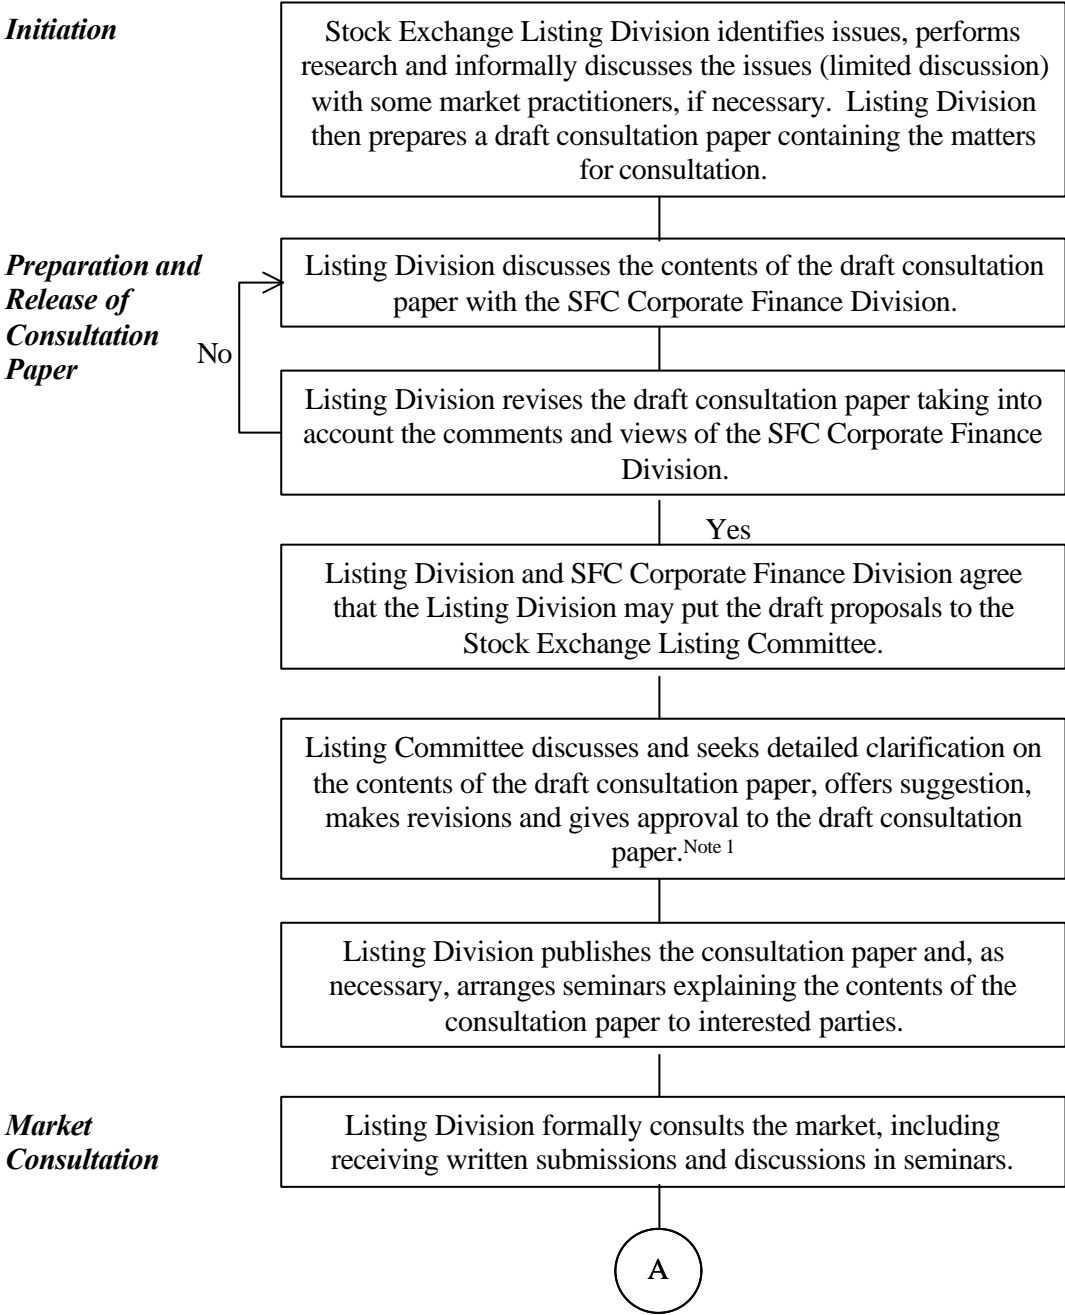 Initiation
Stock Exchange Listing Division identifies issues, performs
research and informally discusses the issues (limited discussion)
with some market practitioners, if necessary.  Listing Division
then prepares a draft consultation paper containing the matters
for consultation.
Preparation and
Release of
Consultation
Paper
Listing Division discusses the contents of the draft consultation
paper with the SFC Corporate Finance Division.
No
Listing Division revises the draft consultation paper taking into
account the comments and views of the SFC Corporate Finance
Division.
Yes
Listing Division and SFC Corporate Finance Division agree
that the Listing Division may put the draft proposals to the
Stock Exchange Listing Committee.
Listing Committee discusses and seeks detailed clarification on
the contents of the draft consultation paper, offers suggestion,
makes revisions and gives approval to the draft consultation
paper.Note 1
Listing Division publishes the consultation paper and, as
necessary, arranges seminars explaining the contents of the
consultation paper to interested parties.
Market
Consultation
Listing Division formally consults the market, including
receiving written submissions and discussions in seminars.
A